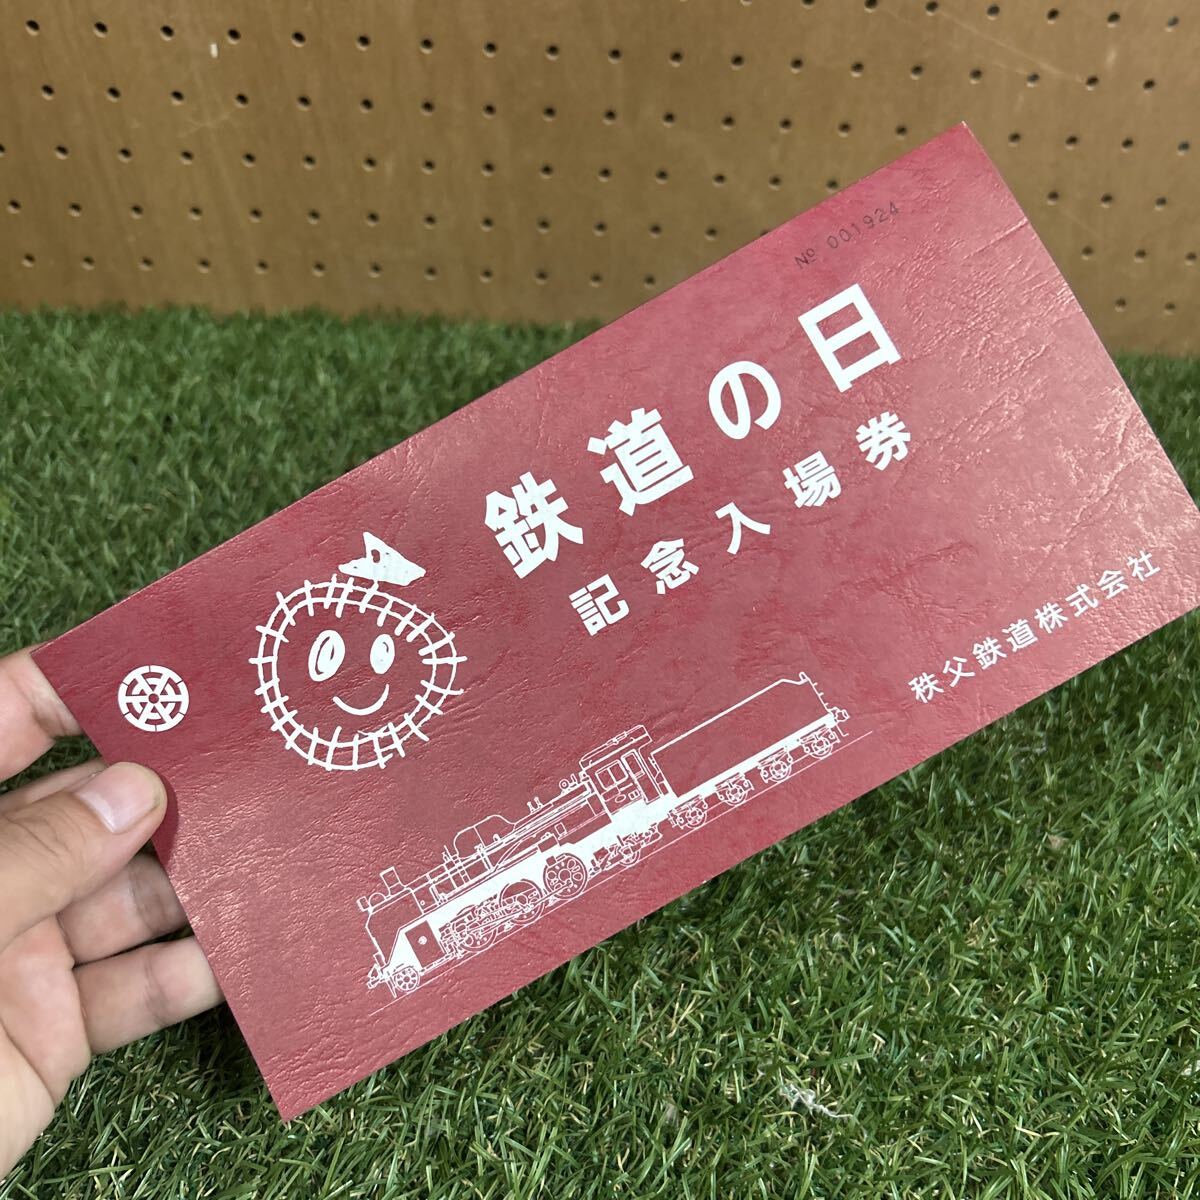 № 001924
鉄道の日
記念入場券
秩父鉄道株式会社